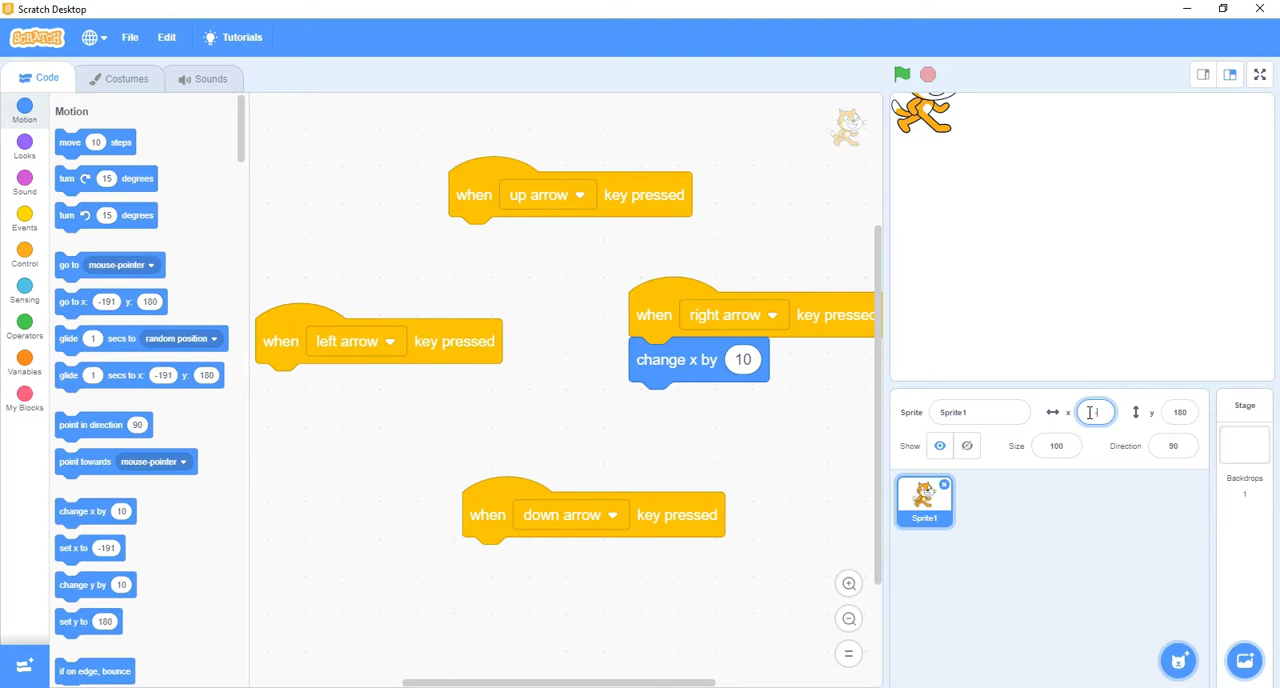 Scratch Desktop
SCRATCH File Edit Tutorials
Code Costumes Sounds
Motion
Looks
Sound
Events
Control
Sensing
Operators
Variables
My Blocks
Motion
move 10 steps
turn 15 degrees
turn 15 degrees
go to mouse-pointer
go to x: -191 y: 180
glide 1 secs to random position
glide 1 secs to x: -191 y: 180
point in direction 90
point towards mouse-pointer
change x by 10
set x to -191
change y by 10
set y to 180
if on edge, bounce
when up arrow key pressed
when right arrow key pressed
change x by 10
when left arrow key pressed
when down arrow key pressed
Sprite Sprite1 x - y 180
Show Size 100 Direction 90
Sprite1
Stage
Backdrops
1